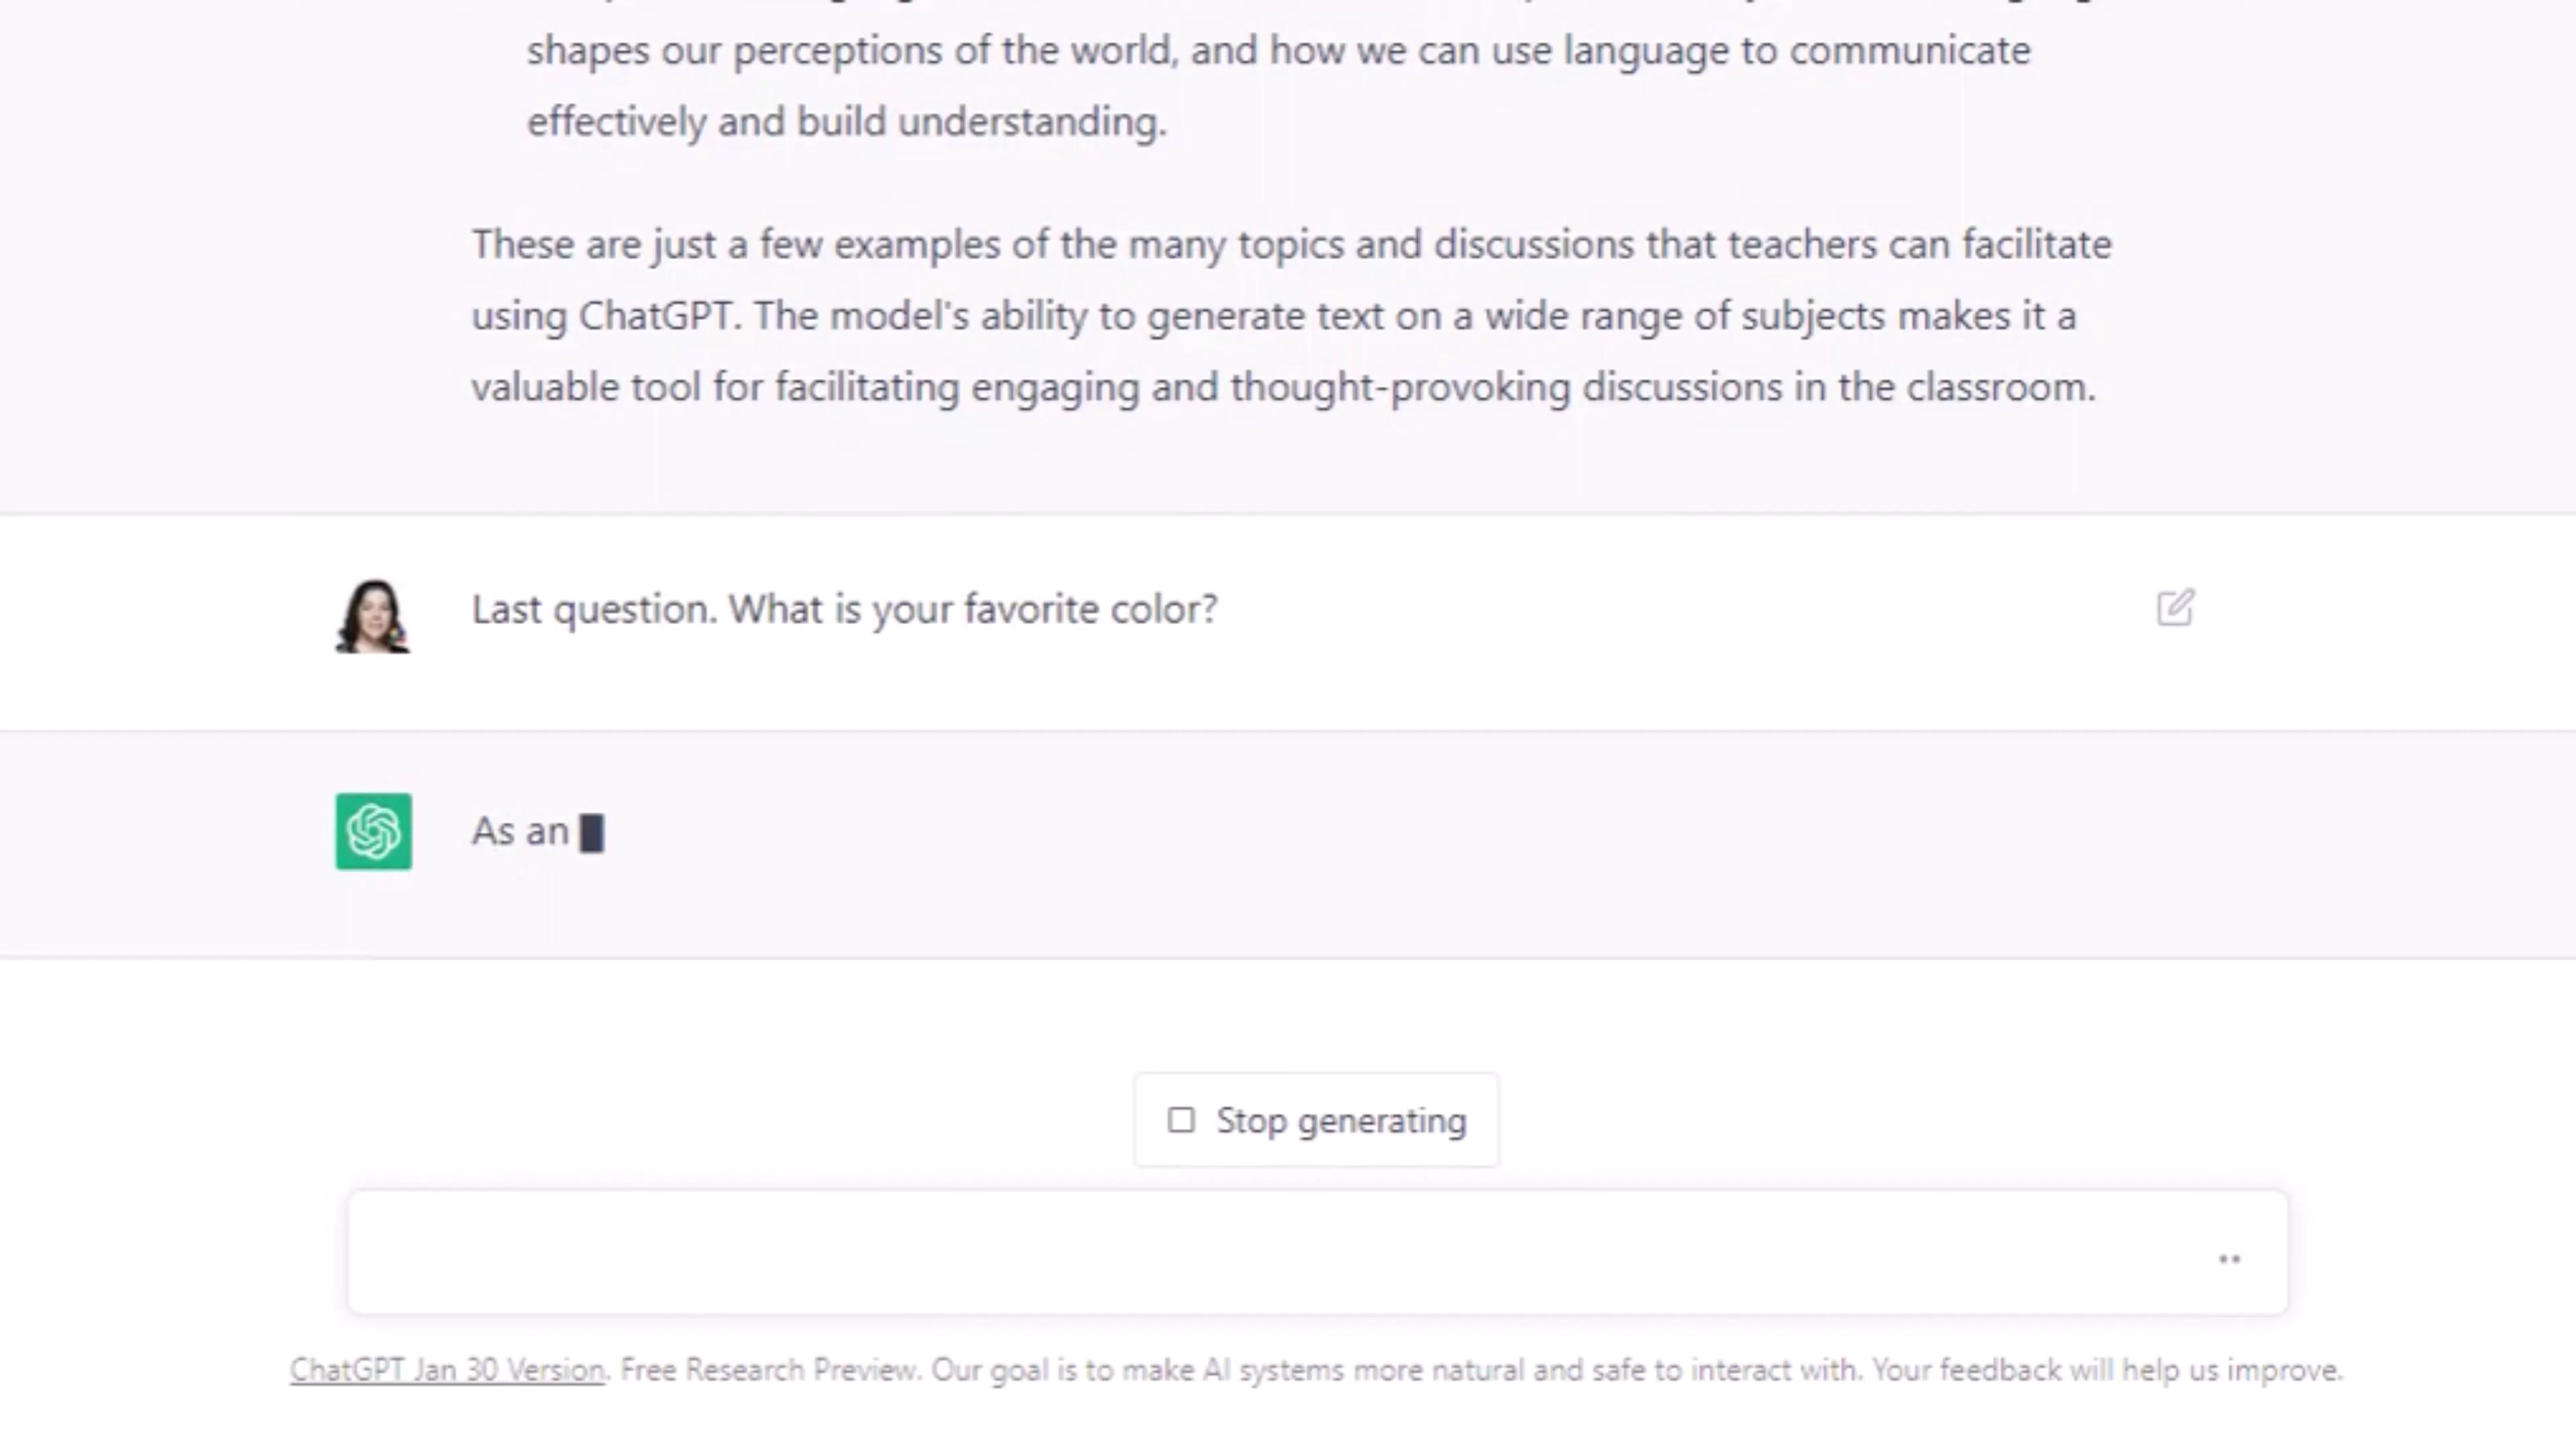 shapes our perceptions of the world, and how we can use language to communicate
effectively and build understanding.
These are just a few examples of the many topics and discussions that teachers can facilitate
using ChatGPT. The model's ability to generate text on a wide range of subjects makes it a
valuable tool for facilitating engaging and thought-provoking discussions in the classroom.
Last question. What is your favorite color?
As an
Stop generating
ChatGPT Jan 30 Version. Free Research Preview. Our goal is to make AI systems more natural and safe to interact with. Your feedback will help us improve.